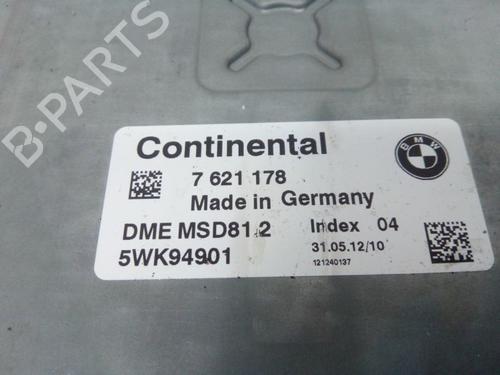 B-PARTS
Continental
BMW
7 621 178
Made in Germany
DME MSD81.2
Index 04
5WK94901
31.05.12/10
121240137